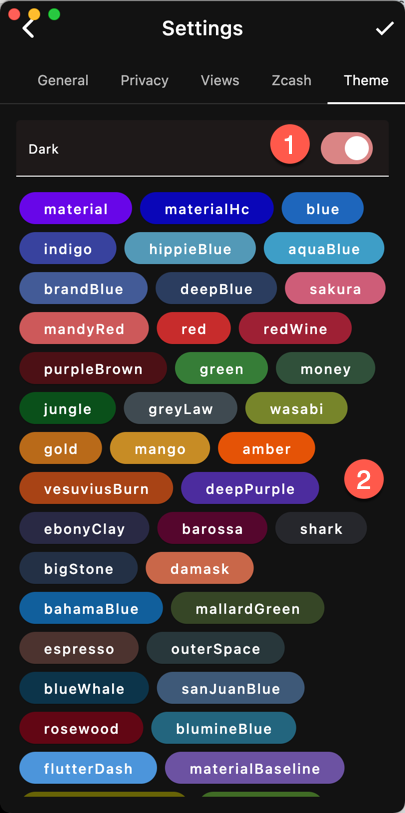 Settings
General Privacy Views Zcash Theme
Dark 1
material materialHc blue
indigo hippieBlue aquaBlue
brandBlue deepBlue sakura
mandyRed red redWine
purpleBrown green money
jungle greyLaw wasabi
gold mango amber
vesuviusBurn deepPurple 2
ebonyClay barossa shark
bigStone damask
bahamaBlue mallardGreen
espresso outerSpace
blueWhale sanJuanBlue
rosewood blumineBlue
flutterDash materialBaseline